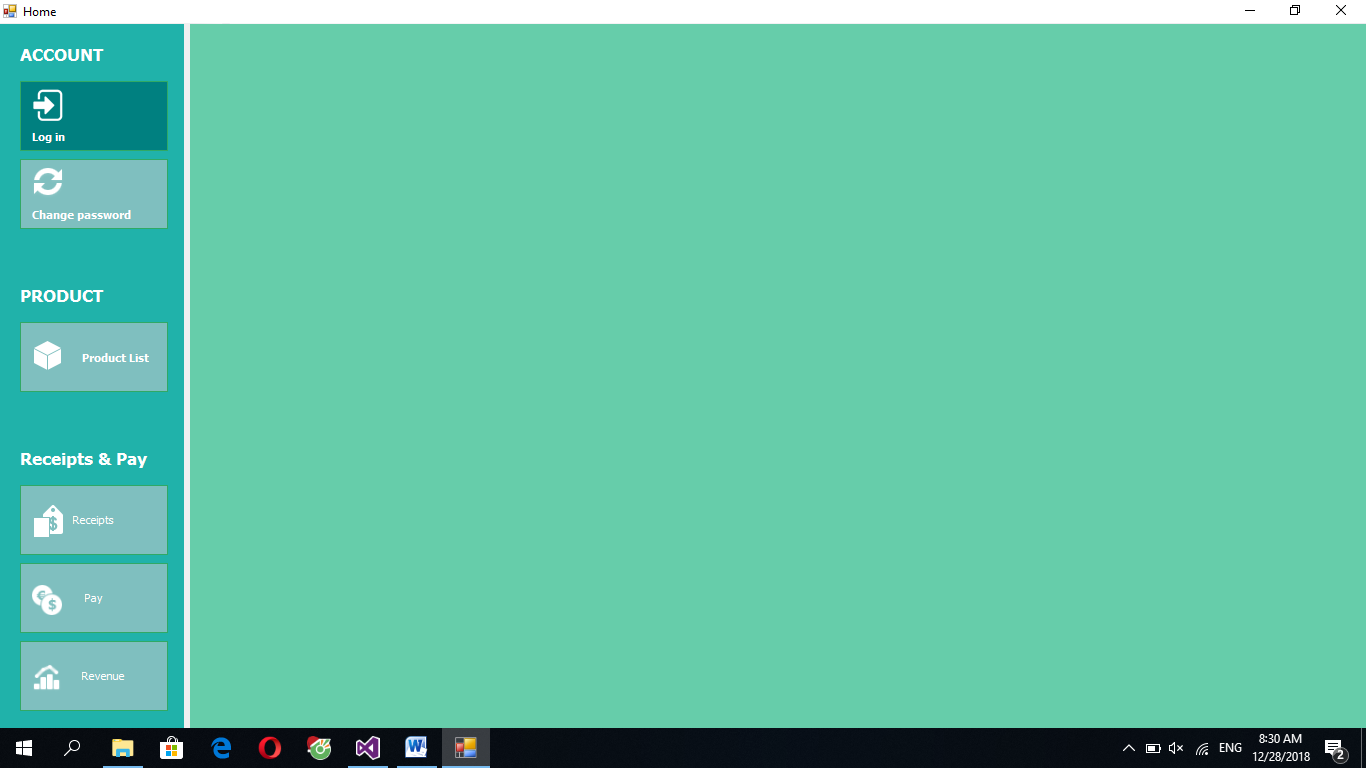 Home
ACCOUNT
Log in
Change password
PRODUCT
Product List
Receipts & Pay
$
Receipts
€
$
Pay
Revenue
ENG
8:30 AM
12/28/2018
2